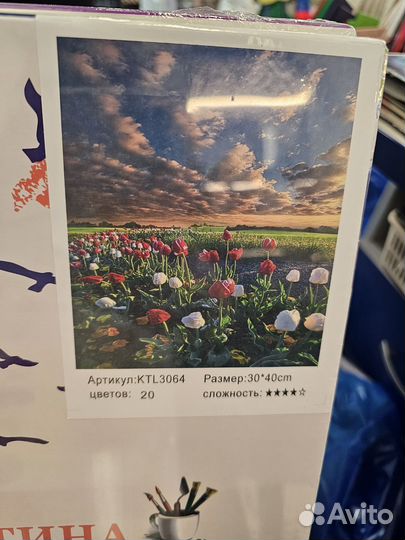 Артикул:KTL3064 Размер:30*40cm
цветов: 20 сложность:★★★★☆
ТИНА
Avito